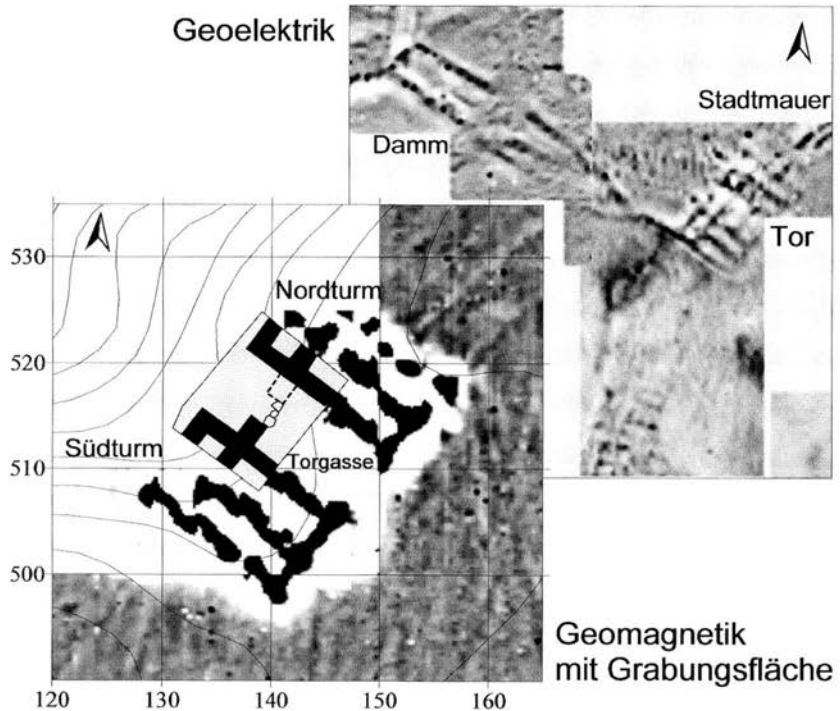 Geoelektrik
Stadtmauer
Damm
Tor
530
Nordturm
520
Südturm
510
Torgasse
500
Geomagnetik
mit Grabungsfläche
120 130 140 150 160